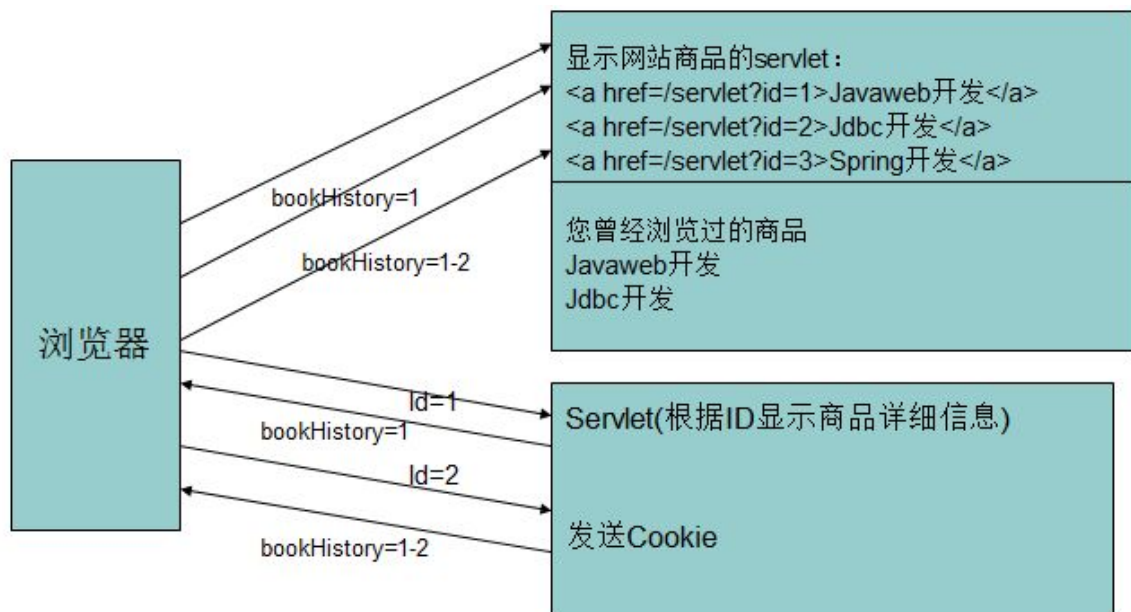 显示网站商品的servlet：
<a href=/servlet?id=1>Javaweb开发</a>
<a href=/servlet?id=2>Jdbc开发</a>
<a href=/servlet?id=3>Spring开发</a>
bookHistory=1
您曾经浏览过的商品
Javaweb开发
Jdbc开发
bookHistory=1-2
浏览器
Id=1
bookHistory=1
Servlet(根据ID显示商品详细信息)
Id=2
发送Cookie
bookHistory=1-2